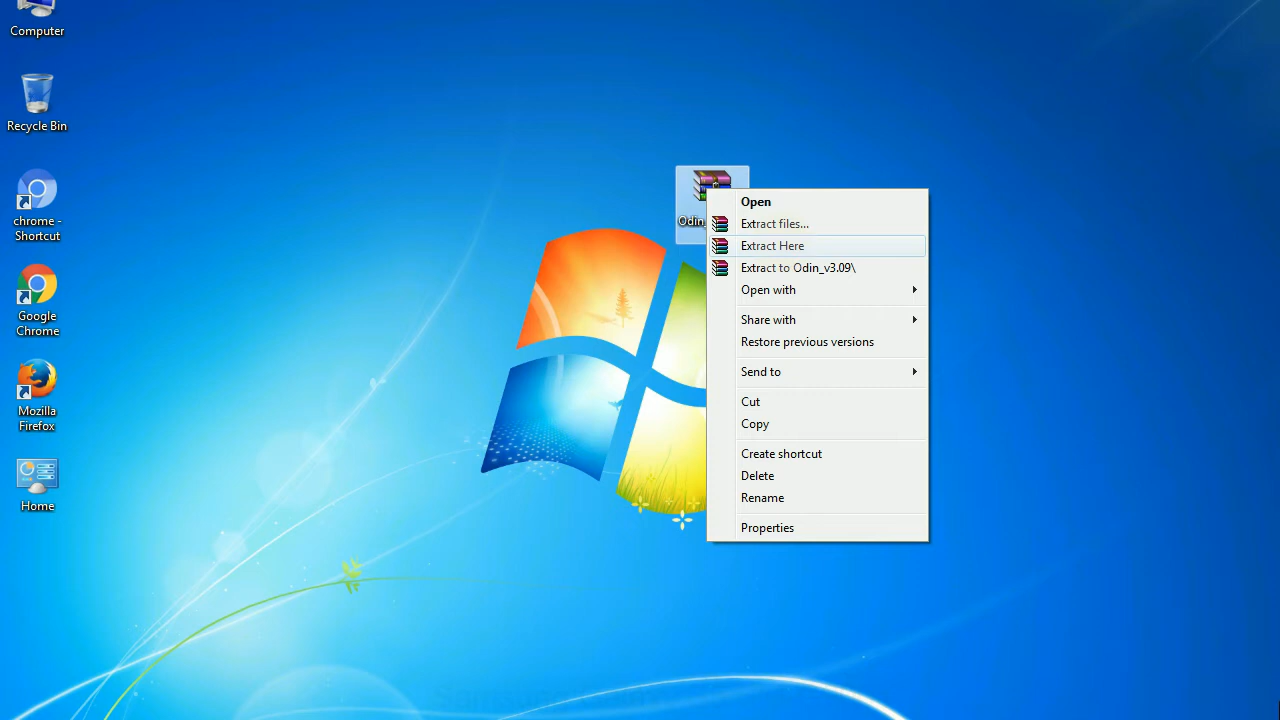 Computer
Recycle Bin
chrome -
Shortcut
Google
Chrome
Mozilla
Firefox
Home
Open
Extract files...
Extract Here
Extract to Odin_v3.09\
Open with
Share with
Restore previous versions
Send to
Cut
Copy
Create shortcut
Delete
Rename
Properties